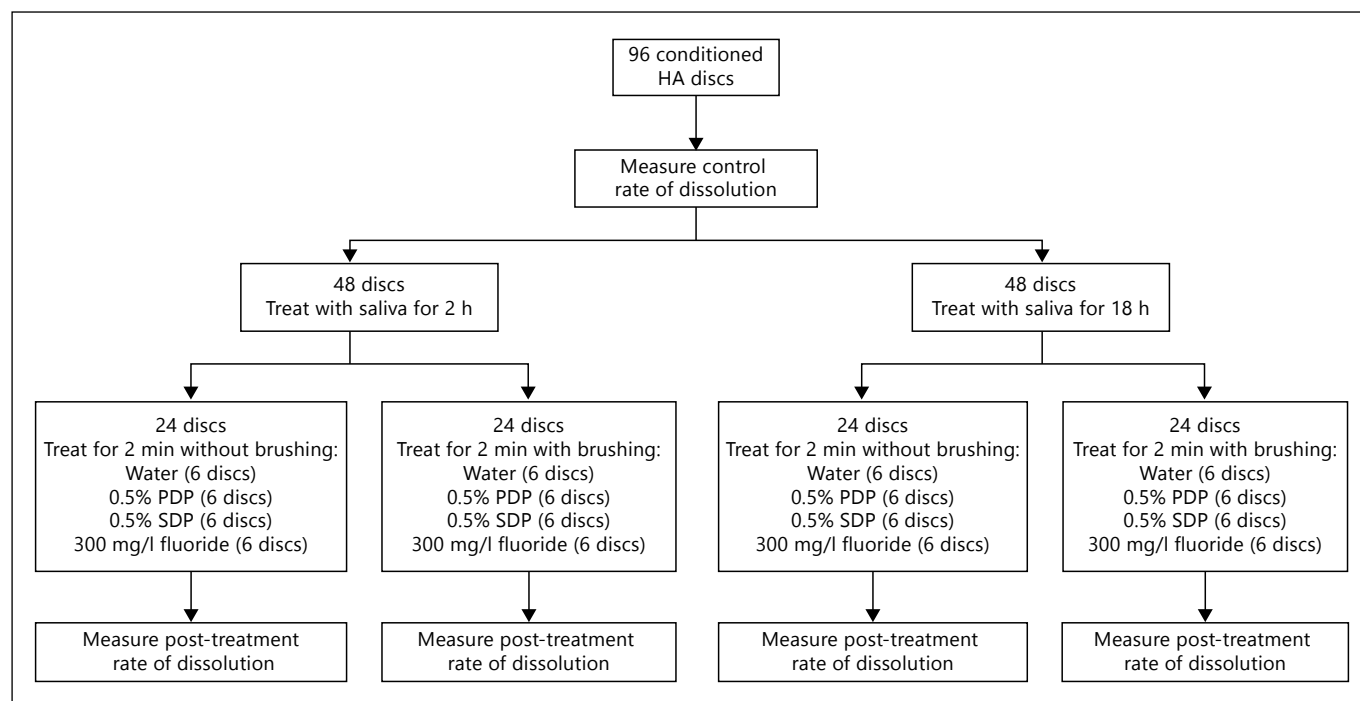 96 conditioned
HA discs
Measure control
rate of dissolution
48 discs
Treat with saliva for 2 h
48 discs
Treat with saliva for 18 h
24 discs
Treat for 2 min without brushing:
Water (6 discs)
0.5% PDP (6 discs)
0.5% SDP (6 discs)
300 mg/l fluoride (6 discs)
24 discs
Treat for 2 min with brushing:
Water (6 discs)
0.5% PDP (6 discs)
0.5% SDP (6 discs)
300 mg/l fluoride (6 discs)
24 discs
Treat for 2 min without brushing:
Water (6 discs)
0.5% PDP (6 discs)
0.5% SDP (6 discs)
300 mg/l fluoride (6 discs)
24 discs
Treat for 2 min with brushing:
Water (6 discs)
0.5% PDP (6 discs)
0.5% SDP (6 discs)
300 mg/l fluoride (6 discs)
Measure post-treatment
rate of dissolution
Measure post-treatment
rate of dissolution
Measure post-treatment
rate of dissolution
Measure post-treatment
rate of dissolution